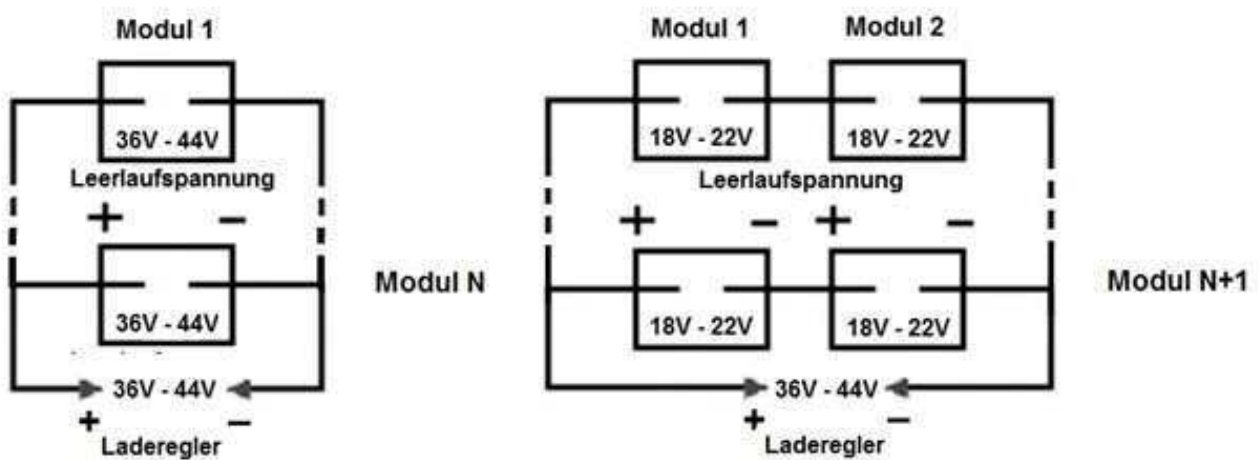 Modul 1
36V - 44V
Leerlaufspannung
+ −
36V - 44V
36V - 44V
+ −
Laderegler
Modul N
Modul 1 Modul 2
18V - 22V 18V - 22V
Leerlaufspannung
+ − + −
18V - 22V 18V - 22V
36V - 44V
+ −
Laderegler
Modul N+1